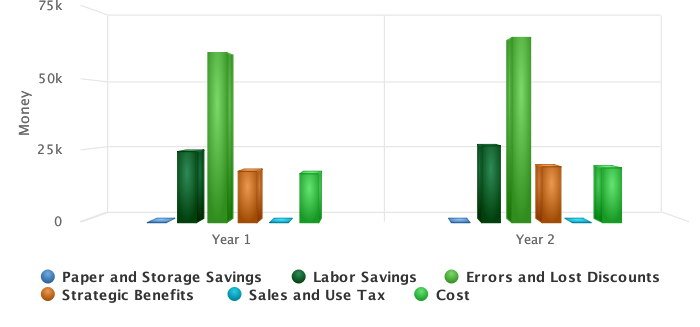 75k
50k
25k
0
Money
Year 1
Year 2
Paper and Storage Savings
Labor Savings
Errors and Lost Discounts
Strategic Benefits
Sales and Use Tax
Cost